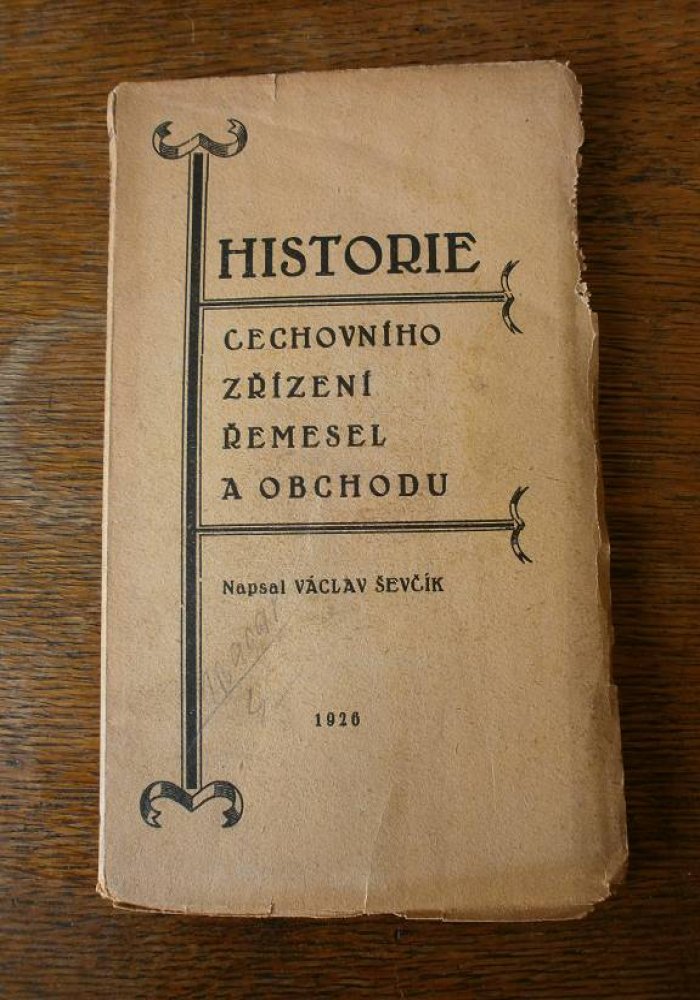 HISTORIE
CECHOVNÍHO
ZŘÍZENÍ
ŘEMESEL
A OBCHODU
Napsal VÁCLAV ŠEVČÍK
1926